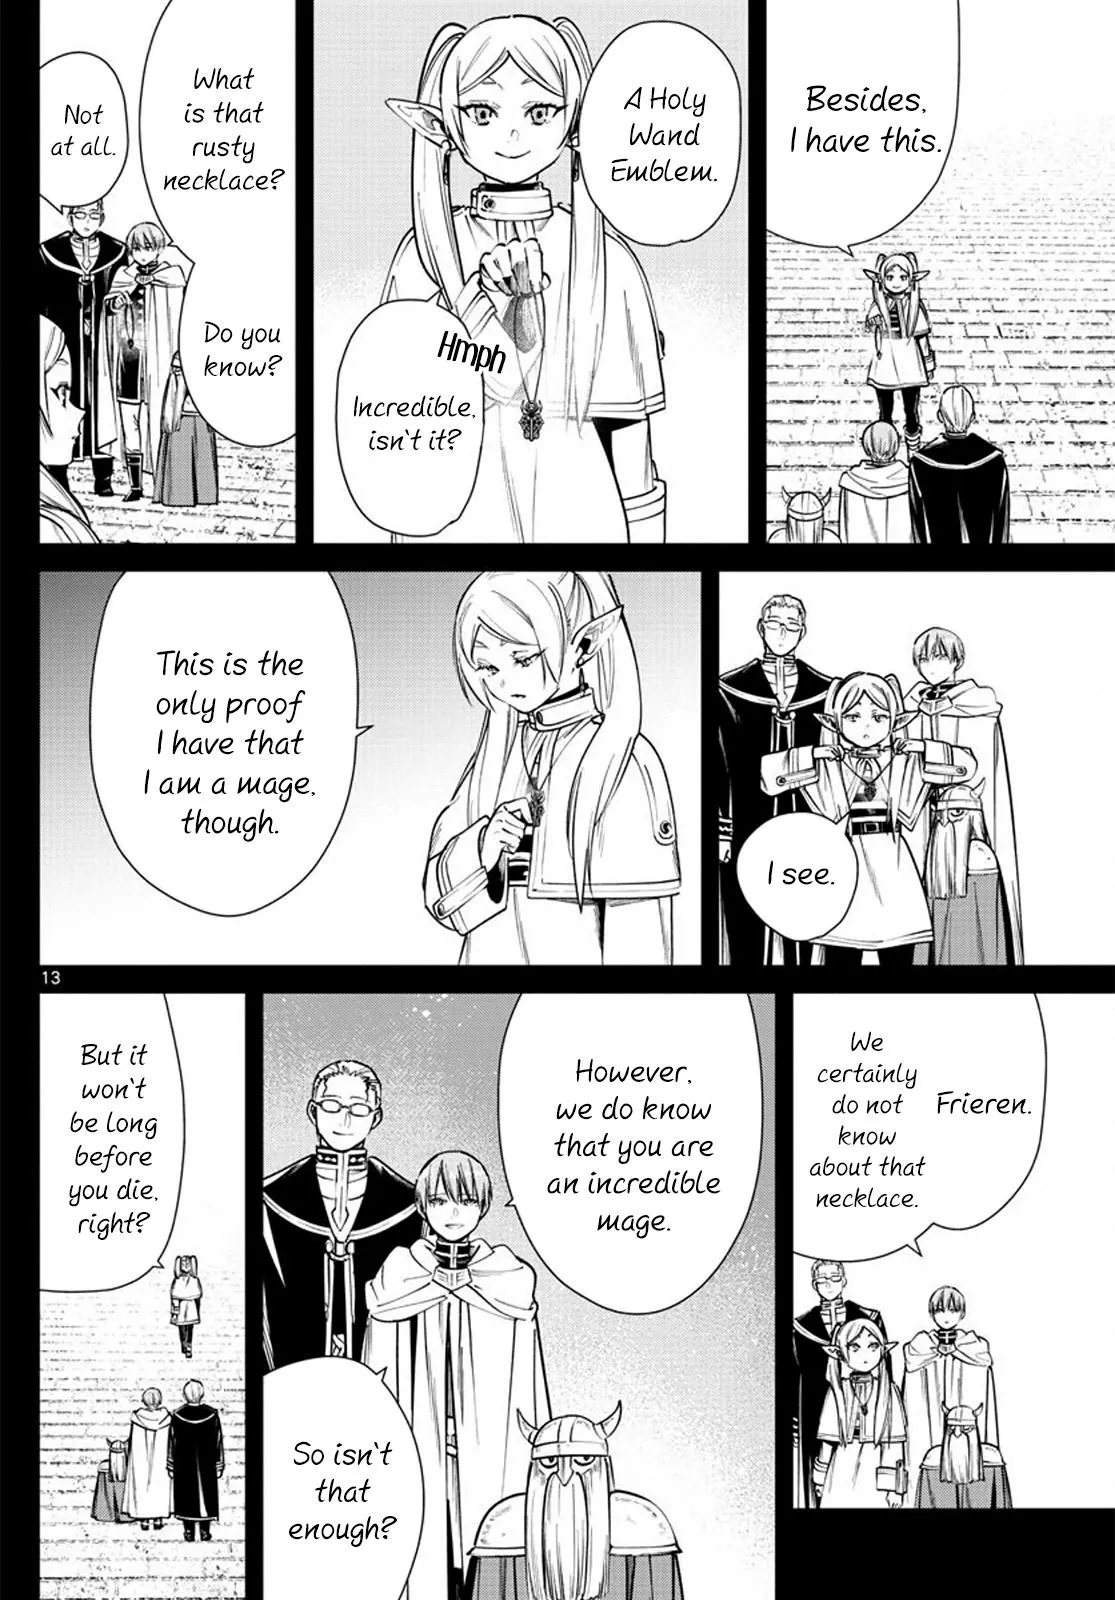 Besides,
I have this.
A Holy
Wand
Emblem.
Hmph
Incredible,
isn't it?
What
is that
rusty
necklace?
Do you
know?
Not
at all.
I see.
This is the
only proof
I have that
I am a mage,
though.
Frieren.
We
certainly
do not
know
about that
necklace.
However,
we do know
that you are
an incredible
mage.
So isn't
that
enough?
But it
won't
be long
before
you die,
right?
13